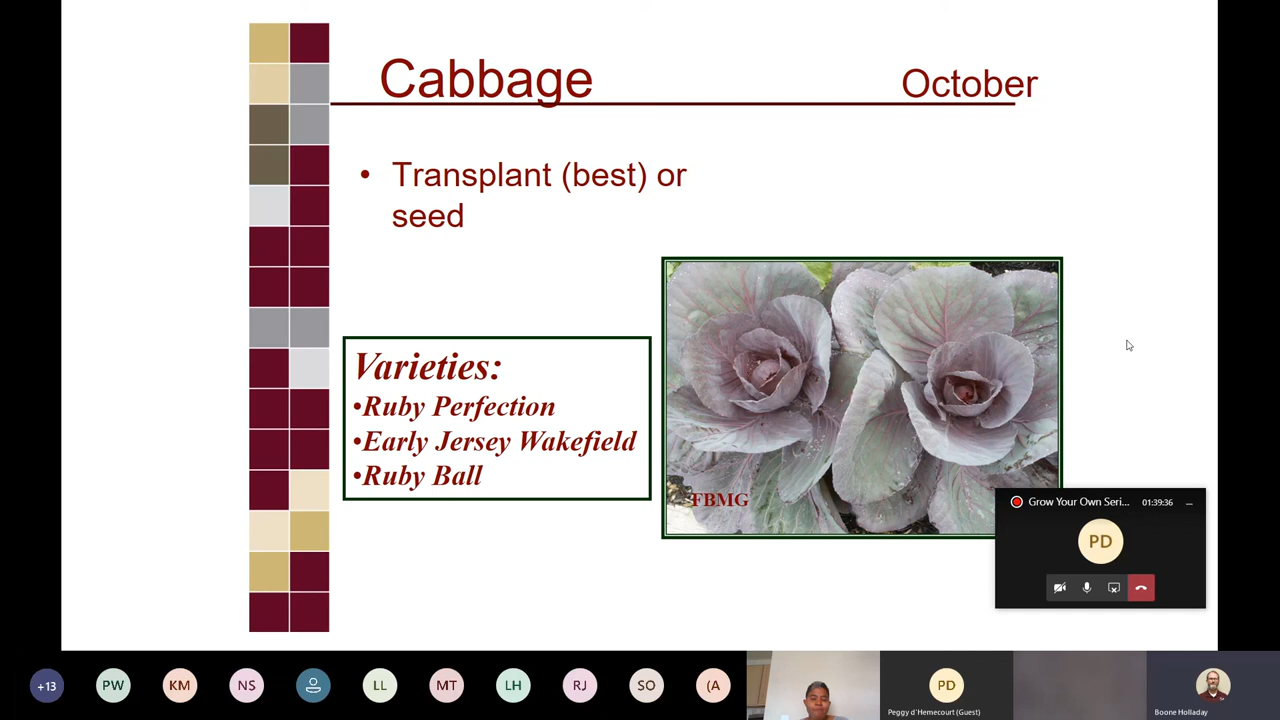 Cabbage
October
• Transplant (best) or
seed
Varieties:
•Ruby Perfection
•Early Jersey Wakefield
•Ruby Ball
FBMG
Grow Your Own Seri...
01:39:36
PD
+13
PW
KM
NS
LL
MT
LH
RJ
SO
(A
PD
Peggy d'Hemecourt (Guest)
Boone Holladay